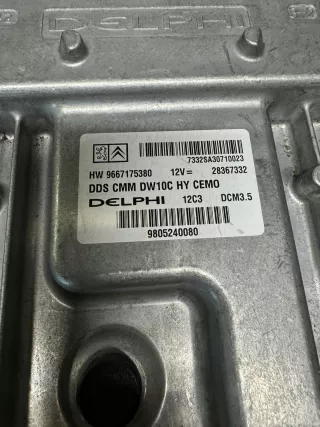 DELPHI
7332SA30710023
HW 9667175380 12V= 28367332
DDS CMM DW10C HY CEMO
DELPHI 12C3 DCM3.5
9805240080